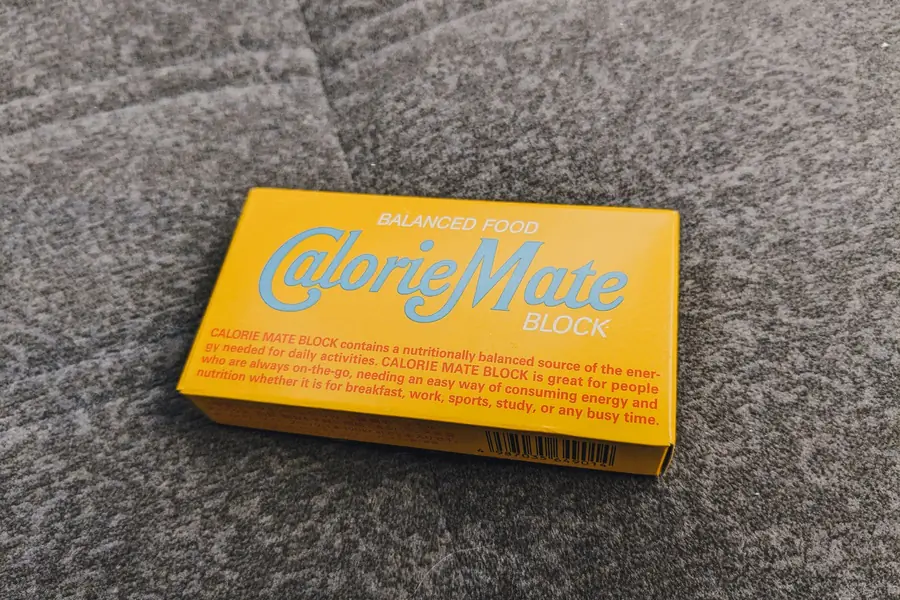 BALANCED FOOD
CalorieMate
BLOCK
CALORIE MATE BLOCK contains a nutritionally balanced source of the ener-
gy needed for daily activities. CALORIE MATE BLOCK is great for people
who are always on-the-go, needing an easy way of consuming energy and
nutrition whether it is for breakfast, work, sports, study, or any busy time.